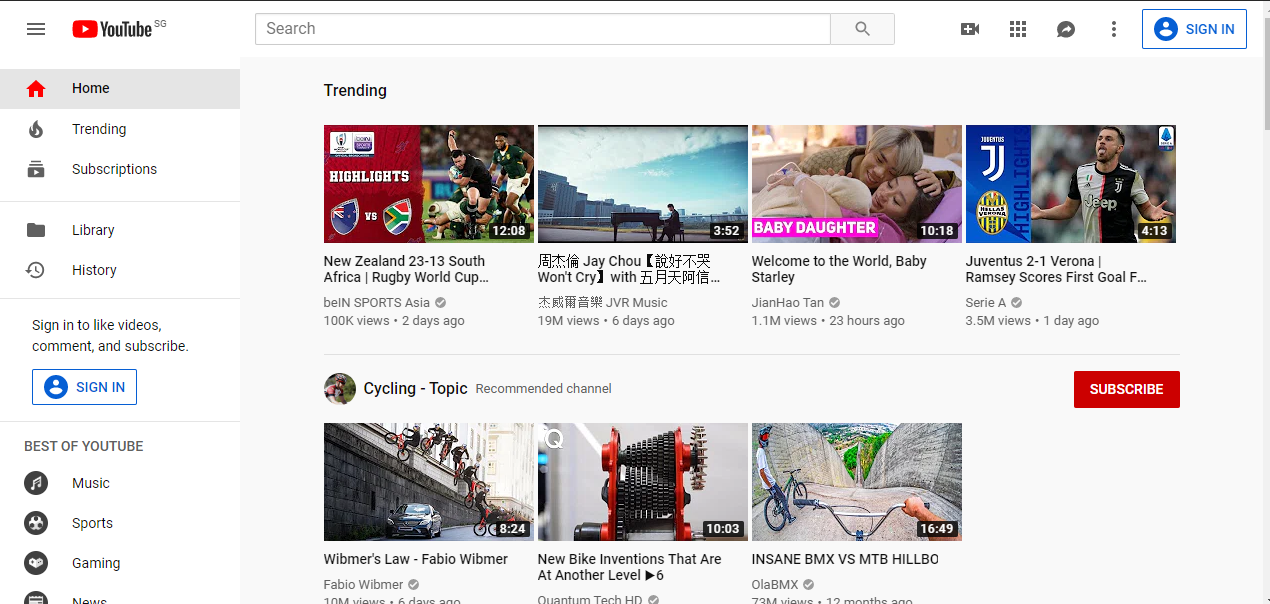 YouTube SG
Search
SIGN IN
Home
Trending
Subscriptions
Library
History
Sign in to like videos,
comment, and subscribe.
SIGN IN
BEST OF YOUTUBE
Music
Sports
Gaming
News
Trending
beIN
SPORTS
HIGHLIGHTS
VS
12:08
New Zealand 23-13 South
Africa | Rugby World Cup…
beIN SPORTS Asia
100K views • 2 days ago
3:52
周杰倫 Jay Chou【說好不哭
Won't Cry】with 五月天阿信…
杰威爾音樂 JVR Music
19M views • 6 days ago
BABY DAUGHTER
10:18
Welcome to the World, Baby
Starley
JianHao Tan
1.1M views • 23 hours ago
JUVENTUS
HELLAS
VERONA
HIGHLIGHT
Jeep
4:13
Juventus 2-1 Verona |
Ramsey Scores First Goal F…
Serie A
3.5M views • 1 day ago
Cycling - Topic Recommended channel
SUBSCRIBE
8:24
Wibmer's Law - Fabio Wibmer
Fabio Wibmer
10M views • 6 days ago
Q
10:03
New Bike Inventions That Are
At Another Level ▶6
Quantum Tech HD
16:49
INSANE BMX VS MTB HILLBO
OlaBMX
73M views • 12 months ago